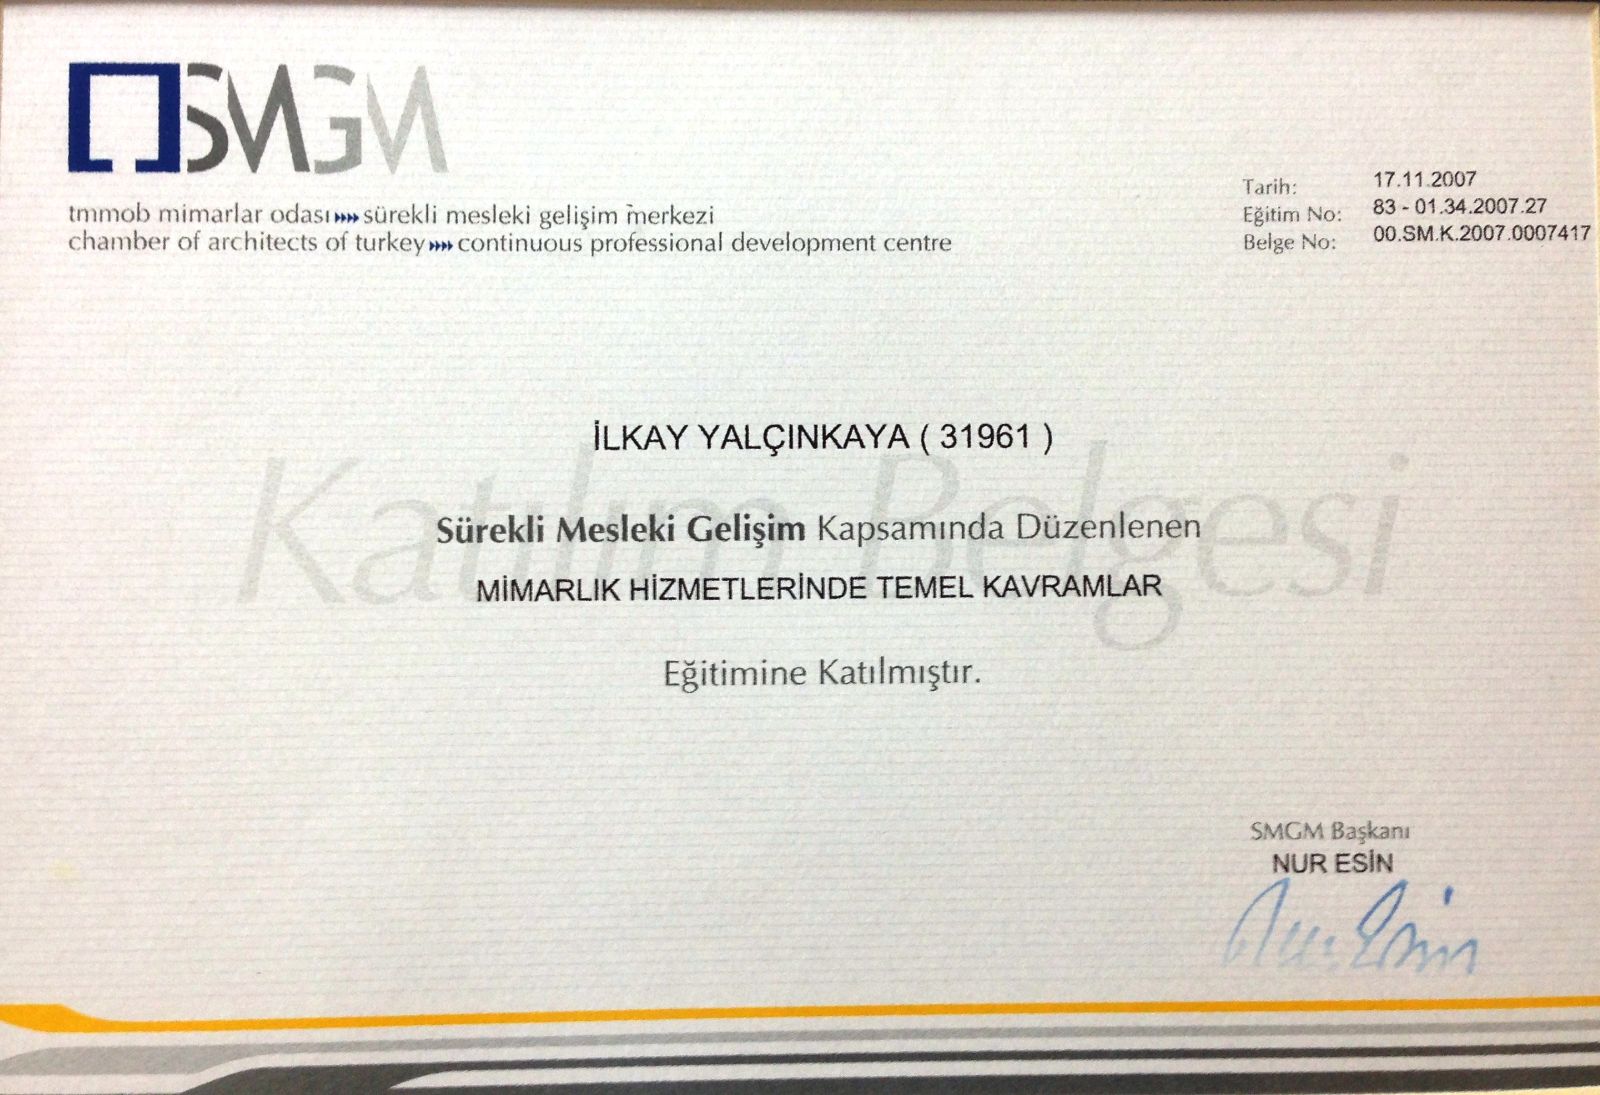 SMGM
tmmob mimarlar odası sürekli mesleki gelişim merkezi
chamber of architects of turkey continuous professional development centre
Tarih: 17.11.2007
Eğitim No: 83 - 01.34.2007.27
Belge No: 00.SM.K.2007.0007417
Katılım Belgesi
İLKAY YALÇINKAYA ( 31961 )
Sürekli Mesleki Gelişim Kapsamında Düzenlenen
MİMARLIK HİZMETLERİNDE TEMEL KAVRAMLAR
Eğitimine Katılmıştır.
SMGM Başkanı
NUR ESİN
Nur Esin